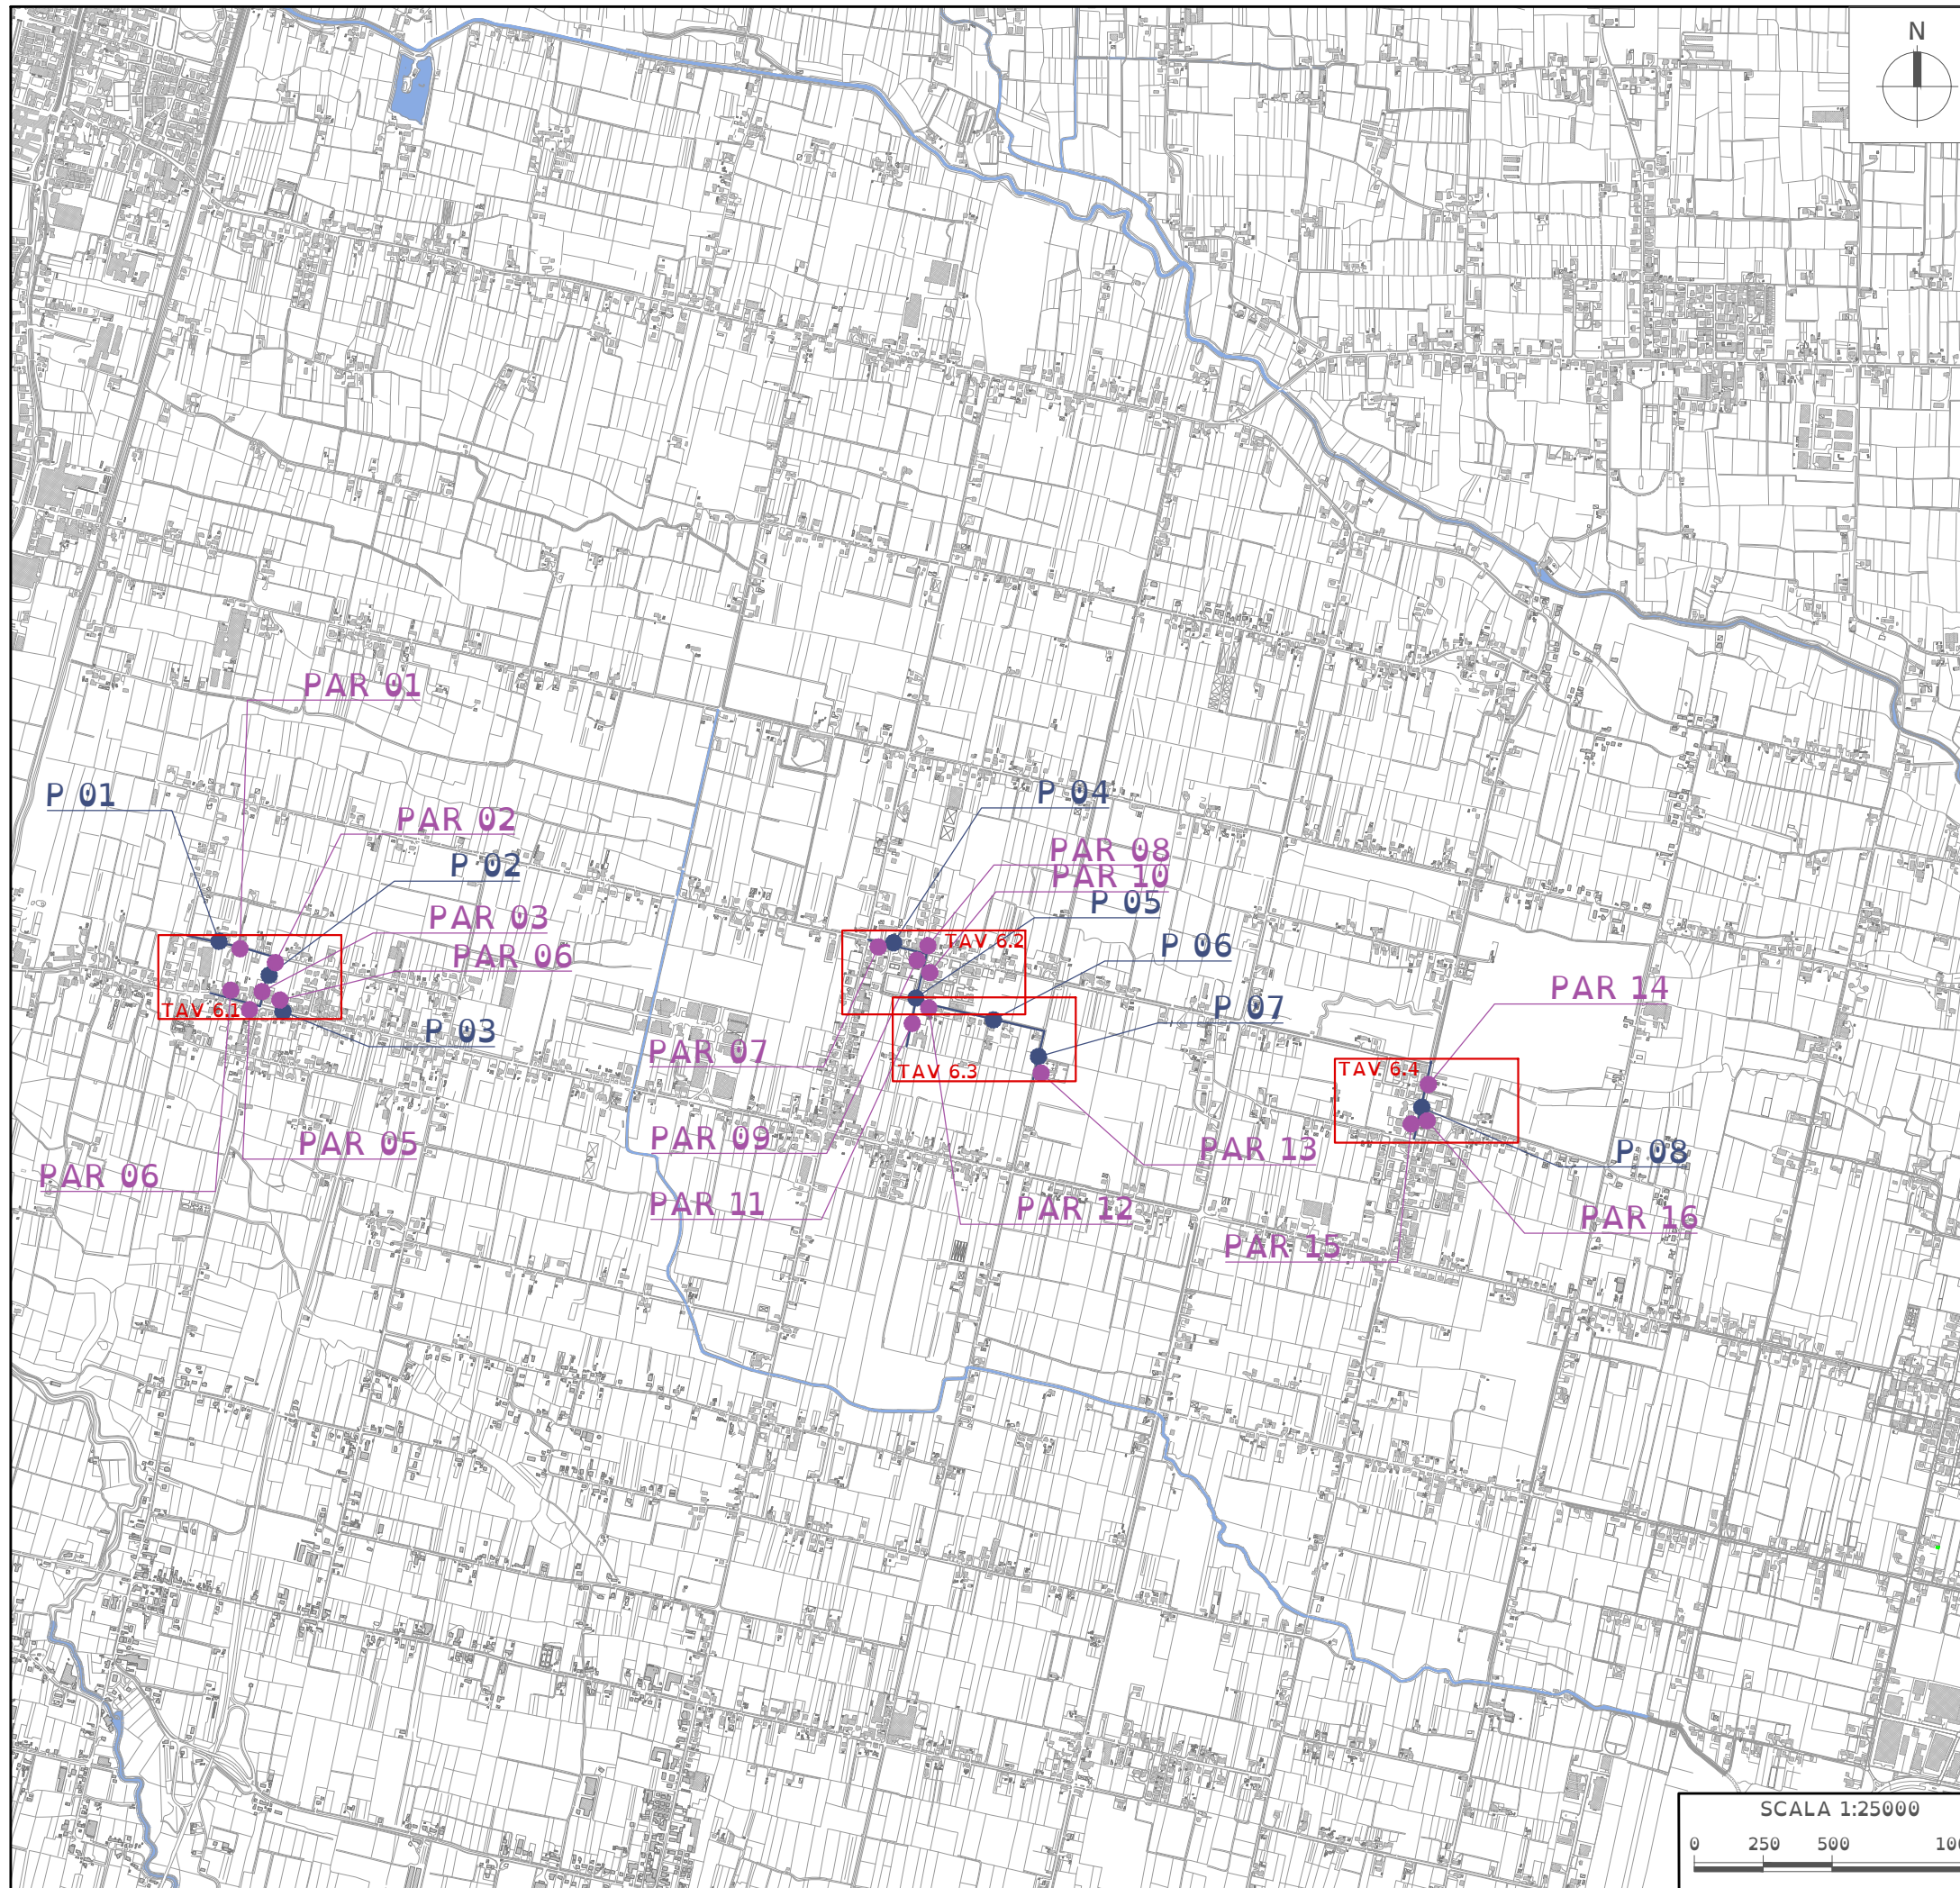 N
PAR 01
P 01
P 04
PAR 02
PAR 08
P 02
PAR 10
P 05
PAR 03
TAV 6.2
P 06
PAR 06
PAR 14
TAV 6.1
P 07
P 03
PAR 07
TAV 6.3
TAV 6.4
PAR 09
PAR 05
PAR 13
P 08
PAR 06
PAR 11
PAR 12
PAR 16
PAR 15
SCALA 1:25000
0 250 500